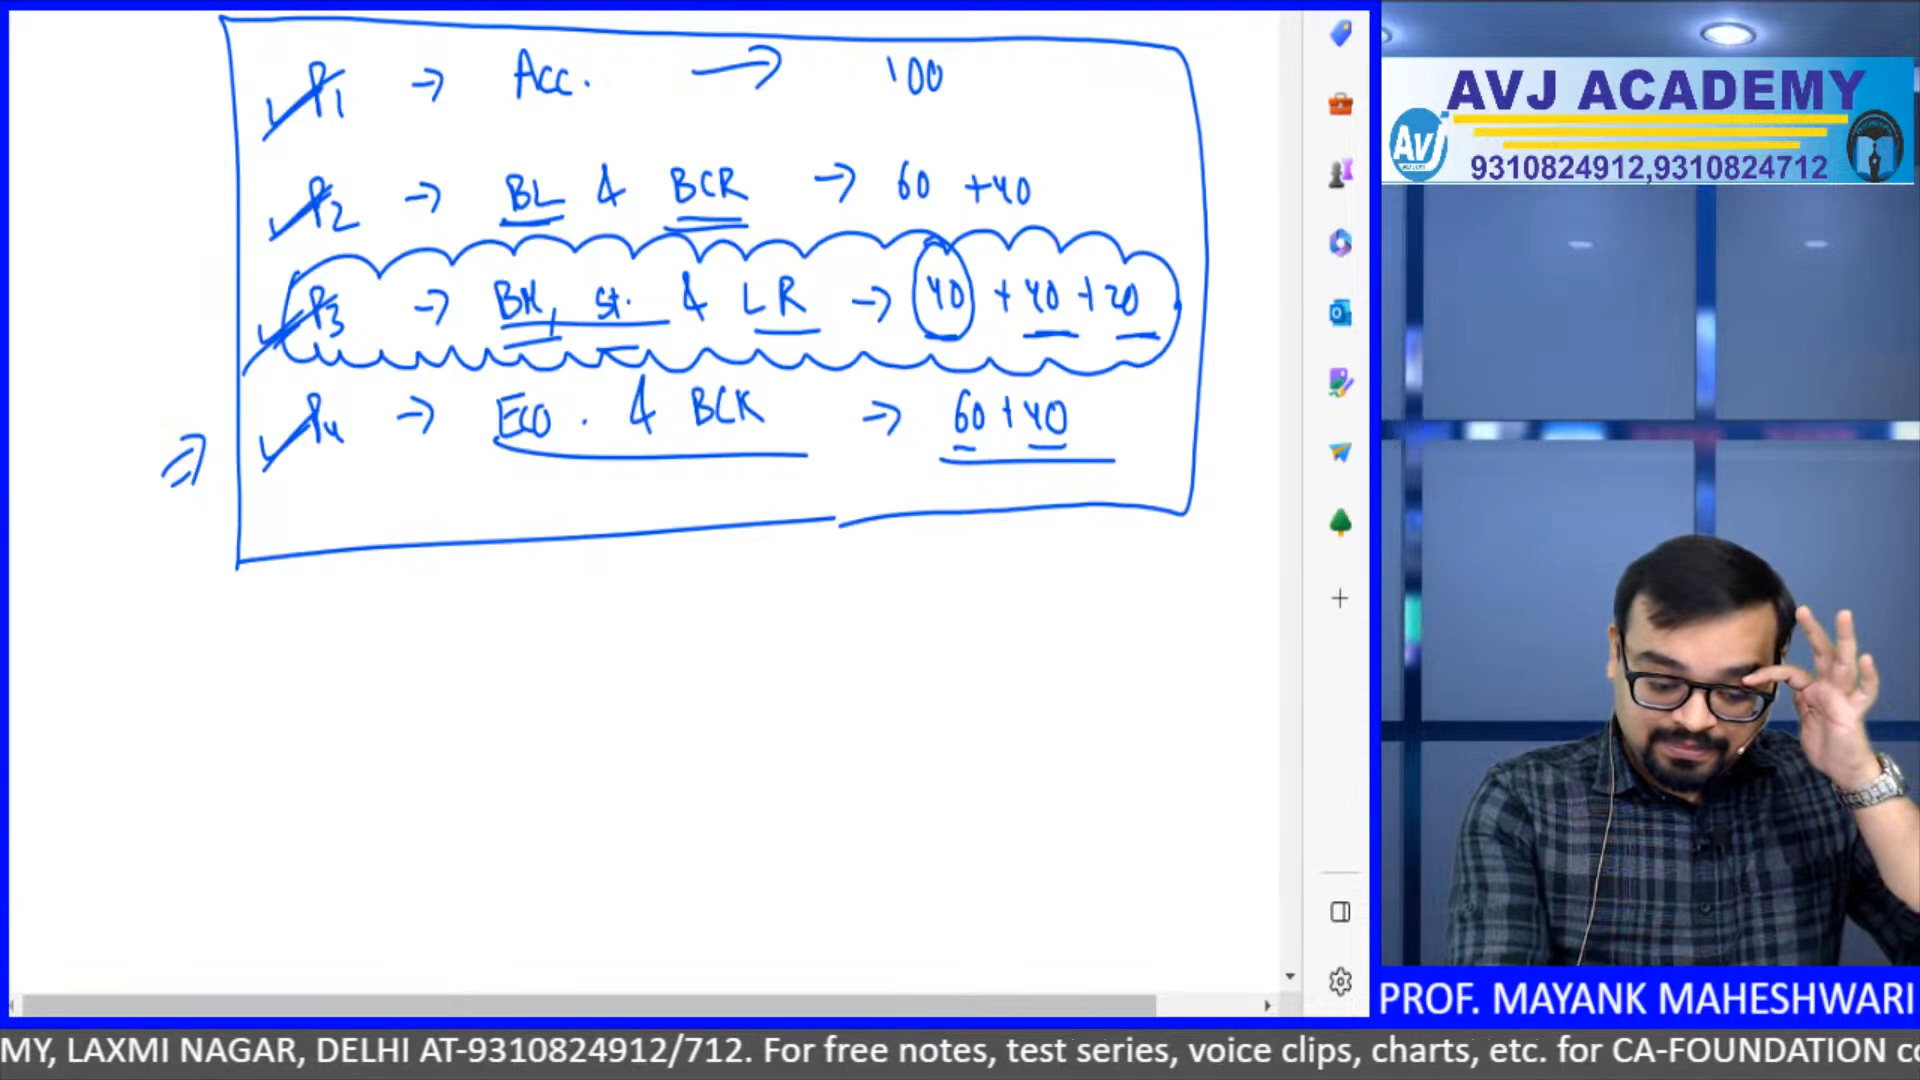 P1 → Acc. → 100
P2 → BL & BCR → 60 + 40
P3 → BM, St. & LR → 40 + 40 + 20
⇒ P4 → Eco. & BCK → 60 + 40
AVJ ACADEMY
AVJ
9310824912,9310824712
PROF. MAYANK MAHESHWARI
MY, LAXMI NAGAR, DELHI AT-9310824912/712. For free notes, test series, voice clips, charts, etc. for CA-FOUNDATION co